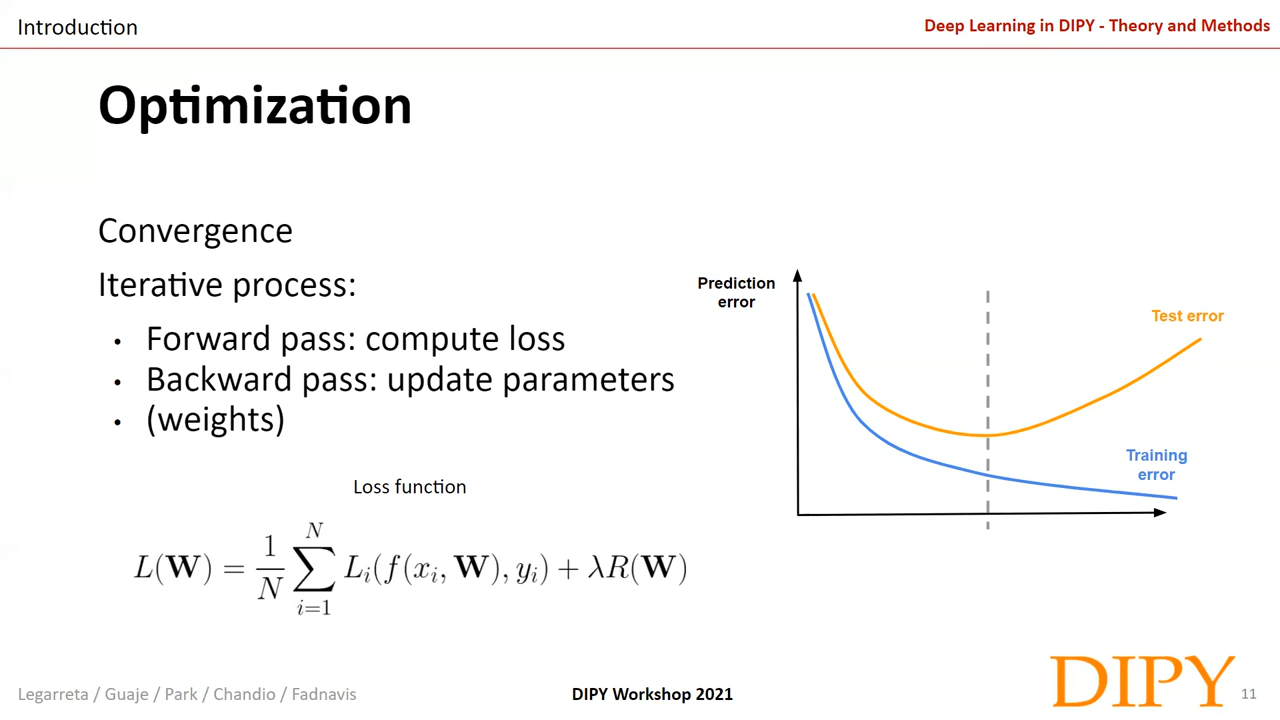 Introduction
Deep Learning in DIPY - Theory and Methods
Optimization
Convergence
Iterative process:
• Forward pass: compute loss
• Backward pass: update parameters
• (weights)
Loss function
L(W) = 1/N ∑_{i=1}^{N} L_i(f(x_i, W), y_i) + λR(W)
Prediction
error
Test error
Training
error
Legarreta / Guaje / Park / Chandio / Fadnavis
DIPY Workshop 2021
DIPY
11